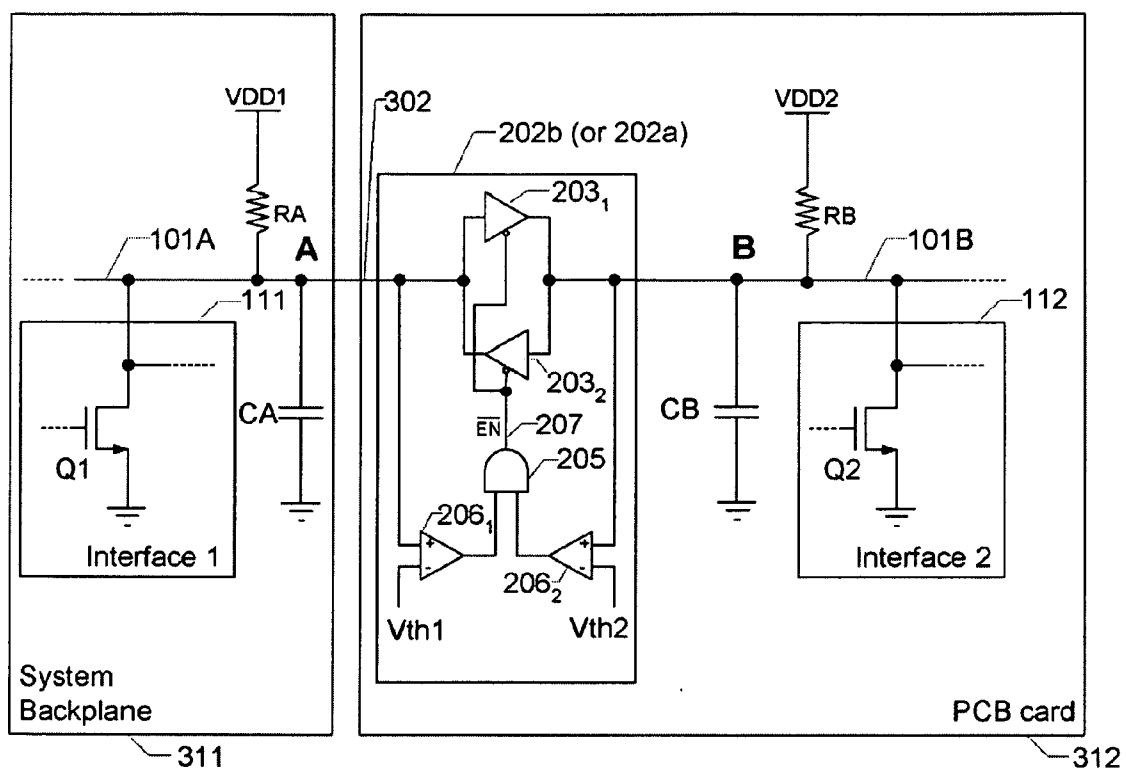 VDD1
302
VDD2
202b (or 202a)
203₁
RA
RB
101A
A
B
101B
111
112
203₂
CA
CB
E̅N̅
207
205
Q1
Q2
206₁
+
-
+
-
206₂
Interface 1
Interface 2
Vth1
Vth2
System
Backplane
PCB card
311
312